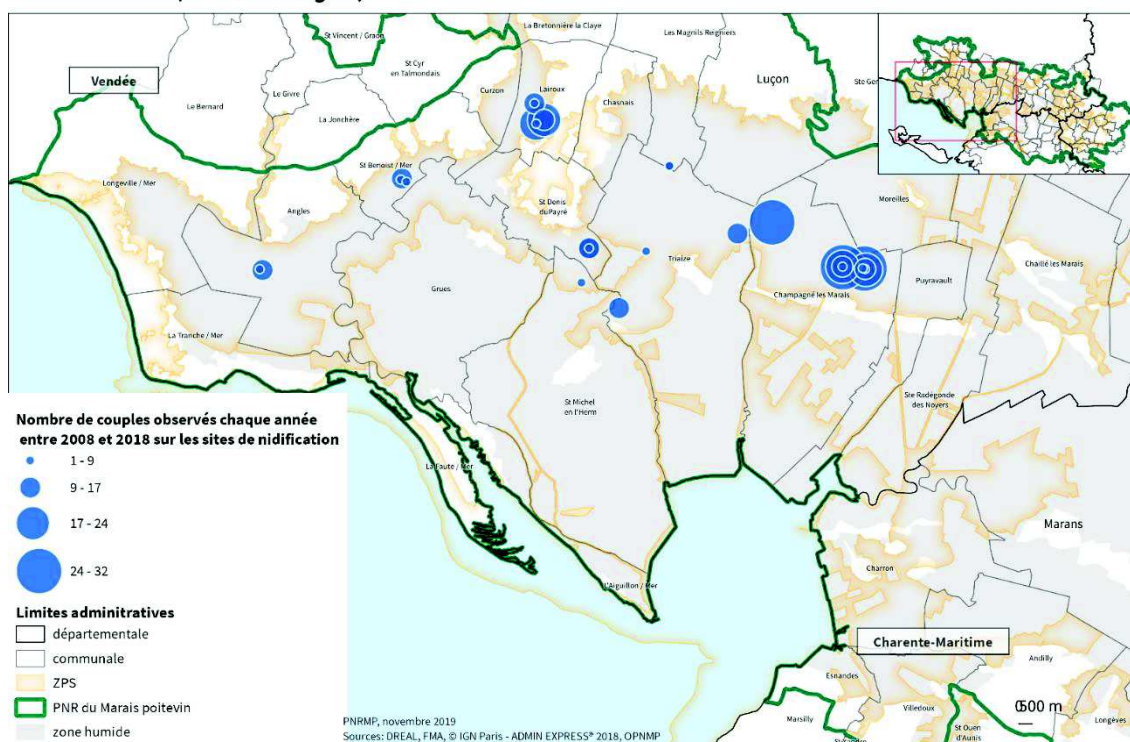 La Bretonnière la Claye
St Vincent / Graon
Les Magnils Reigniers
St Cyr
en Talmondais
Vendée
Luçon
Ste Ge
Curzon
Lairoux
Le Givre
Le Bernard
Chasnais
La Jonchère
St Benoist / Mer
Longeville / Mer
Moreilles
Angles
St Denis
du Payré
Triaize
Chaillé les Marais
Puyravault
Grues
Champagné les Marais
La Tranche / Mer
Ste Radégonde
des Noyers
St Michel
en l'Herm
Nombre de couples observés chaque année
entre 2008 et 2018 sur les sites de nidification
1 - 9
9 - 17
17 - 24
24 - 32
La Faute / Mer
Marans
Charron
l'Aiguillon / Mer
Limites adminitratives
départementale
communale
ZPS
PNR du Marais poitevin
zone humide
Charente-Maritime
Andilly
Esnandes
Villedoux
Marsilly
St Ouen
d'Aunis
Longèves
500 m
PNRMP, novembre 2019
Sources: DREAL, FMA, © IGN Paris - ADMIN EXPRESS® 2018, OPNMP